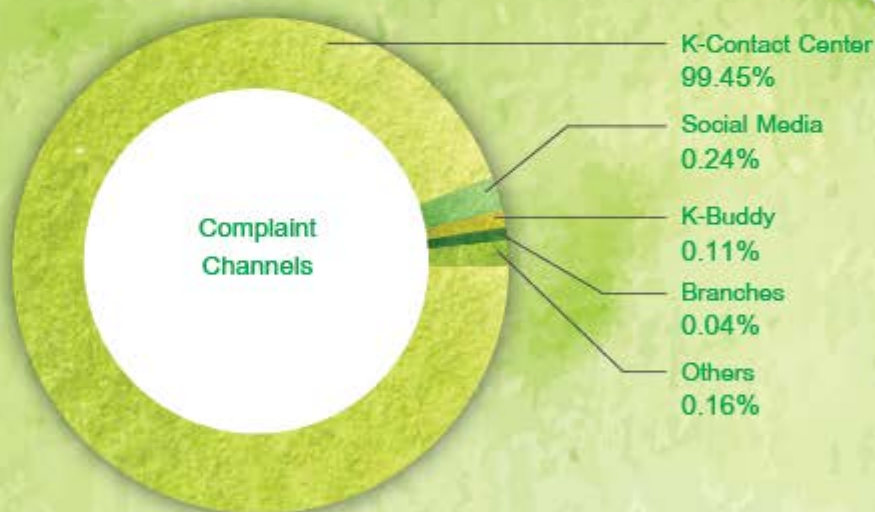 Complaint
Channels
K-Contact Center
99.45%
Social Media
0.24%
K-Buddy
0.11%
Branches
0.04%
Others
0.16%